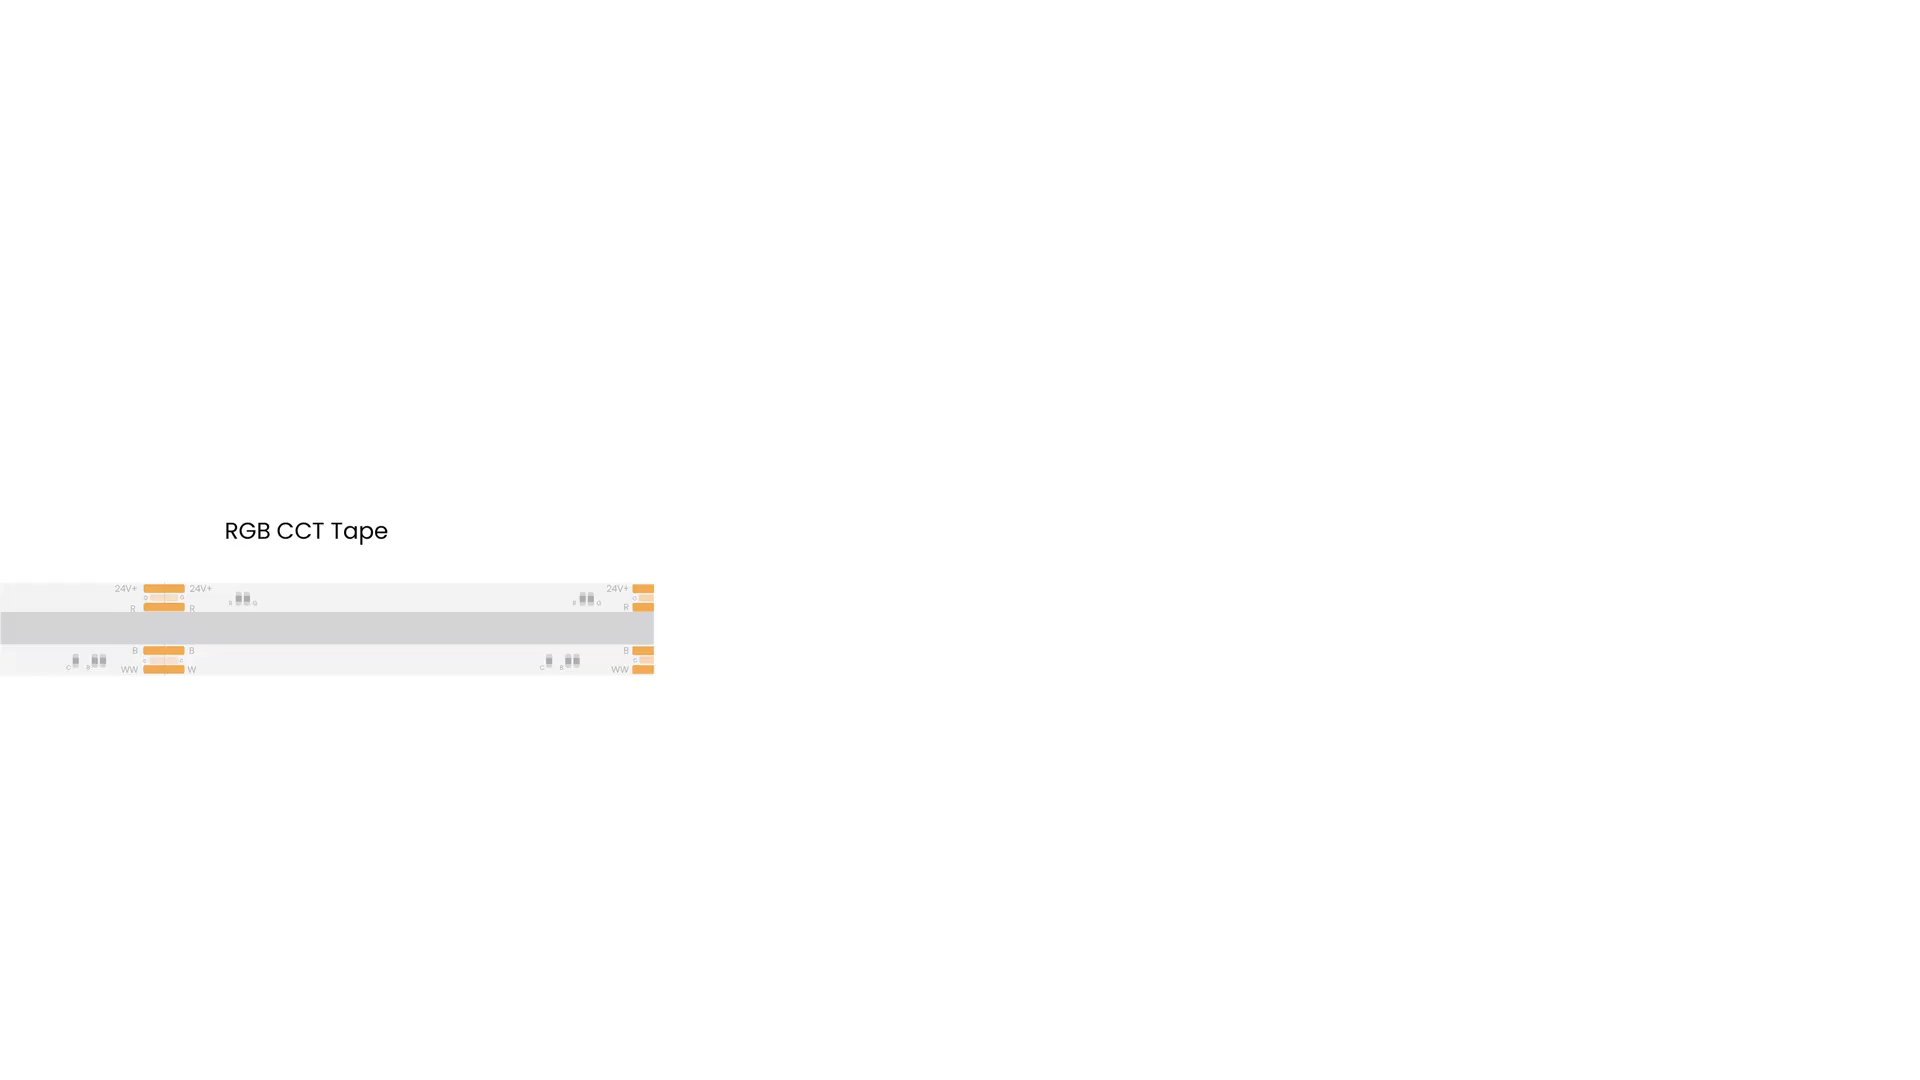 RGB CCT Tape
24V+ 24V+ 24V+
G G
R R R
B B B
C C
WW W WW